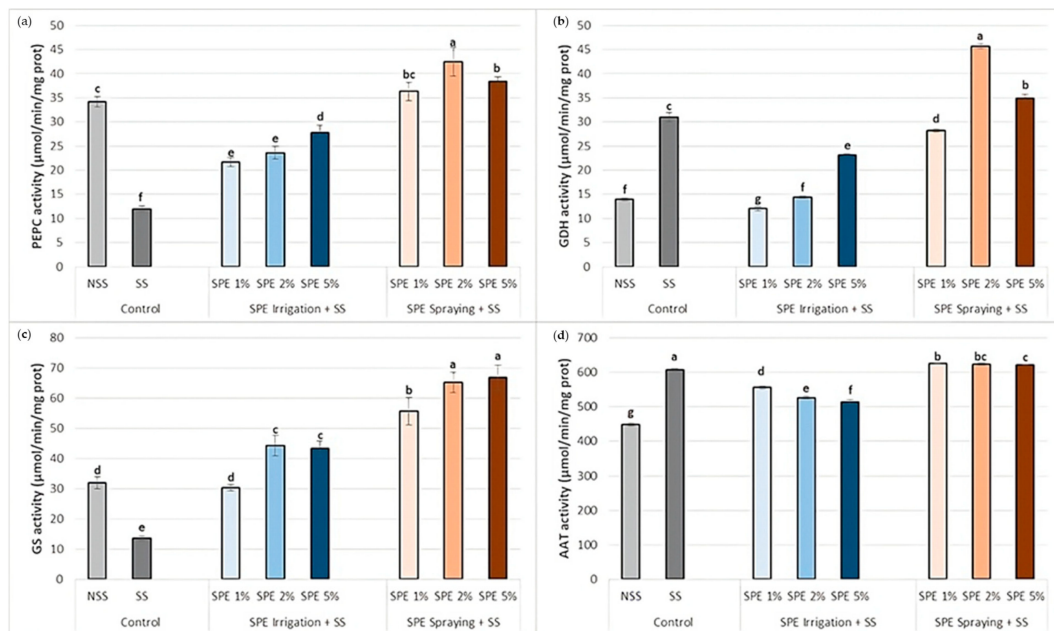 (a)
PEPC activity (μmol/min/mg prot)
50
45
40
35
30
25
20
15
10
5
0
c
f
e
e
d
bc
a
b
NSS SS SPE 1% SPE 2% SPE 5% SPE 1% SPE 2% SPE 5%
Control SPE Irrigation + SS SPE Spraying + SS
(b)
GDH activity (μmol/min/mg prot)
50
45
40
35
30
25
20
15
10
5
0
f
c
g
f
e
d
a
b
NSS SS SPE 1% SPE 2% SPE 5% SPE 1% SPE 2% SPE 5%
Control SPE Irrigation + SS SPE Spraying + SS
(c)
GS activity (μmol/min/mg prot)
80
70
60
50
40
30
20
10
0
d
e
d
c
c
b
a
a
NSS SS SPE 1% SPE 2% SPE 5% SPE 1% SPE 2% SPE 5%
Control SPE Irrigation + SS SPE Spraying + SS
(d)
AAT activity (μmol/min/mg prot)
700
600
500
400
300
200
100
0
g
a
d
e
f
b
bc
c
NSS SS SPE 1% SPE 2% SPE 5% SPE 1% SPE 2% SPE 5%
Control SPE Irrigation + SS SPE Spraying + SS